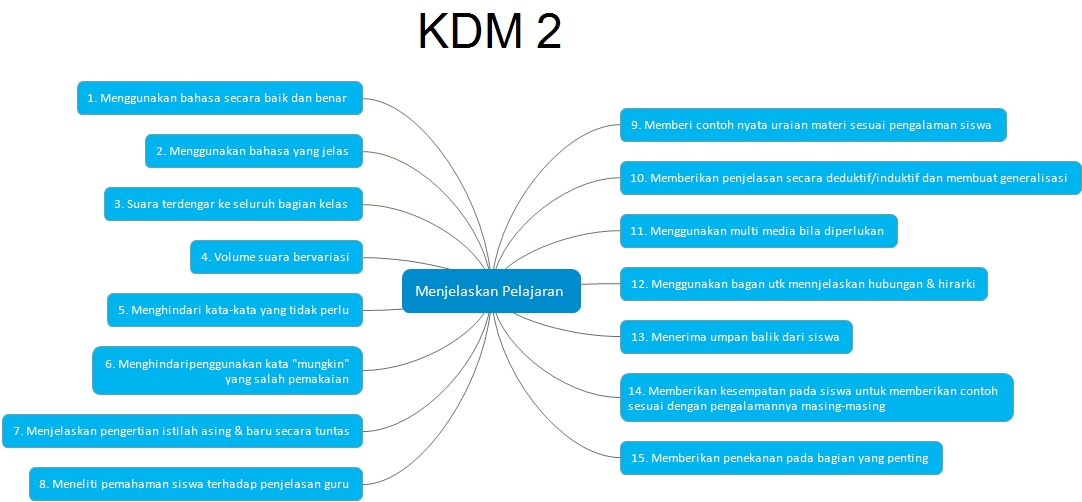 KDM 2
1. Menggunakan bahasa secara baik dan benar
2. Menggunakan bahasa yang jelas
3. Suara terdengar ke seluruh bagian kelas
4. Volume suara bervariasi
5. Menghindari kata-kata yang tidak perlu
6. Menghindaripenggunakan kata "mungkin"
yang salah pemakaian
7. Menjelaskan pengertian istilah asing & baru secara tuntas
8. Meneliti pemahaman siswa terhadap penjelasan guru
Menjelaskan Pelajaran
9. Memberi contoh nyata uraian materi sesuai pengalaman siswa
10. Memberikan penjelasan secara deduktif/induktif dan membuat generalisasi
11. Menggunakan multi media bila diperlukan
12. Menggunakan bagan utk mennjelaskan hubungan & hirarki
13. Menerima umpan balik dari siswa
14. Memberikan kesempatan pada siswa untuk memberikan contoh
sesuai dengan pengalamannya masing-masing
15. Memberikan penekanan pada bagian yang penting